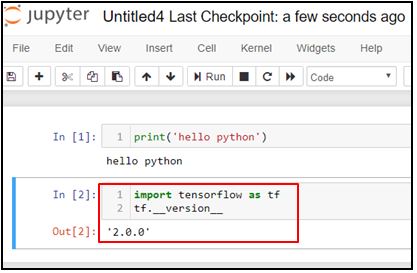 jupyter Untitled4 Last Checkpoint: a few seconds ago
File Edit View Insert Cell Kernel Widgets Help
Run Code
In [1]: 1 print('hello python')
hello python
In [2]: 1 import tensorflow as tf
2 tf.__version__
Out[2]: '2.0.0'